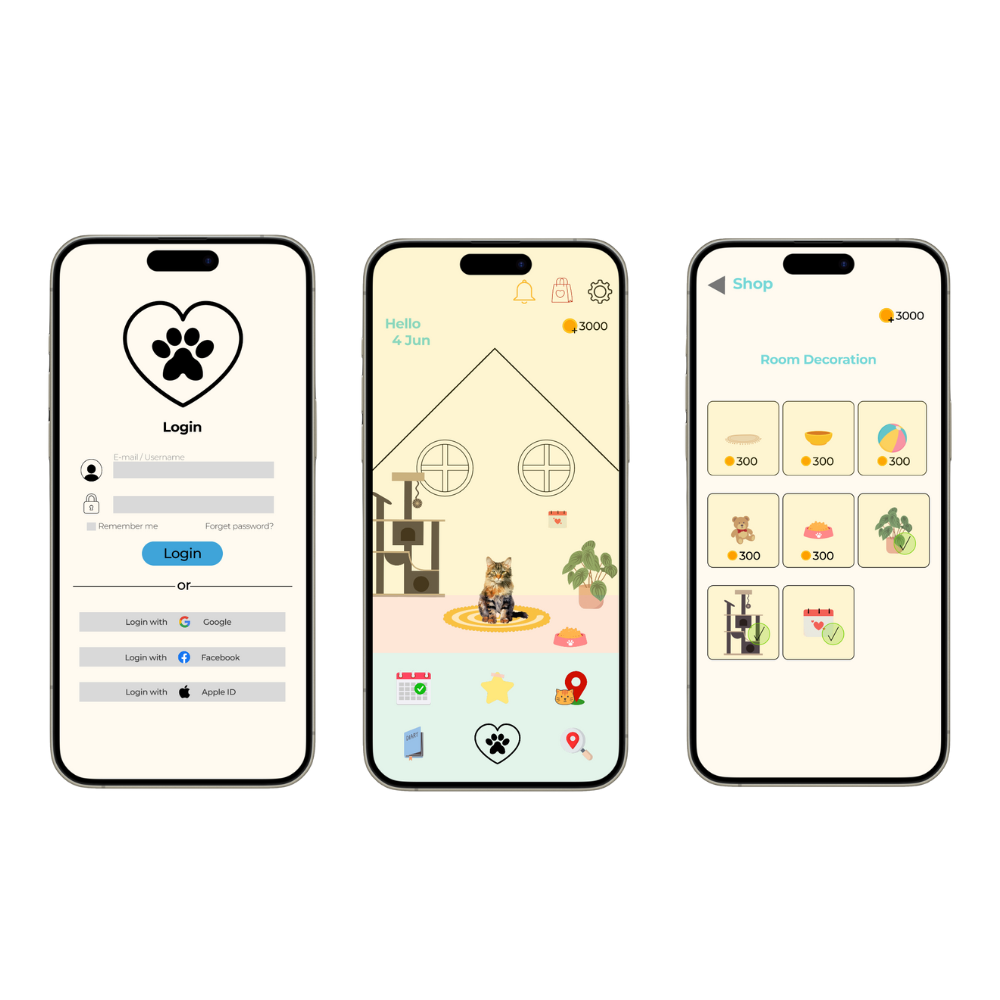 Login
E-mail / Username
Remember me
Forget password?
Login
or
Login with Google
Login with Facebook
Login with Apple ID
Hello
4 Jun
3000
DIARY
Shop
3000
Room Decoration
300
300
300
300
300